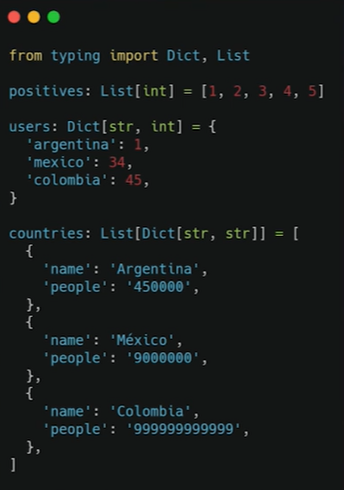 from typing import Dict, List
positives: List[int] = [1, 2, 3, 4, 5]
users: Dict[str, int] = {
'argentina': 1,
'mexico': 34,
'colombia': 45,
}
countries: List[Dict[str, str]] = [
{
'name': 'Argentina',
'people': '450000',
},
{
'name': 'México',
'people': '9000000',
},
{
'name': 'Colombia',
'people': '999999999999',
},
]